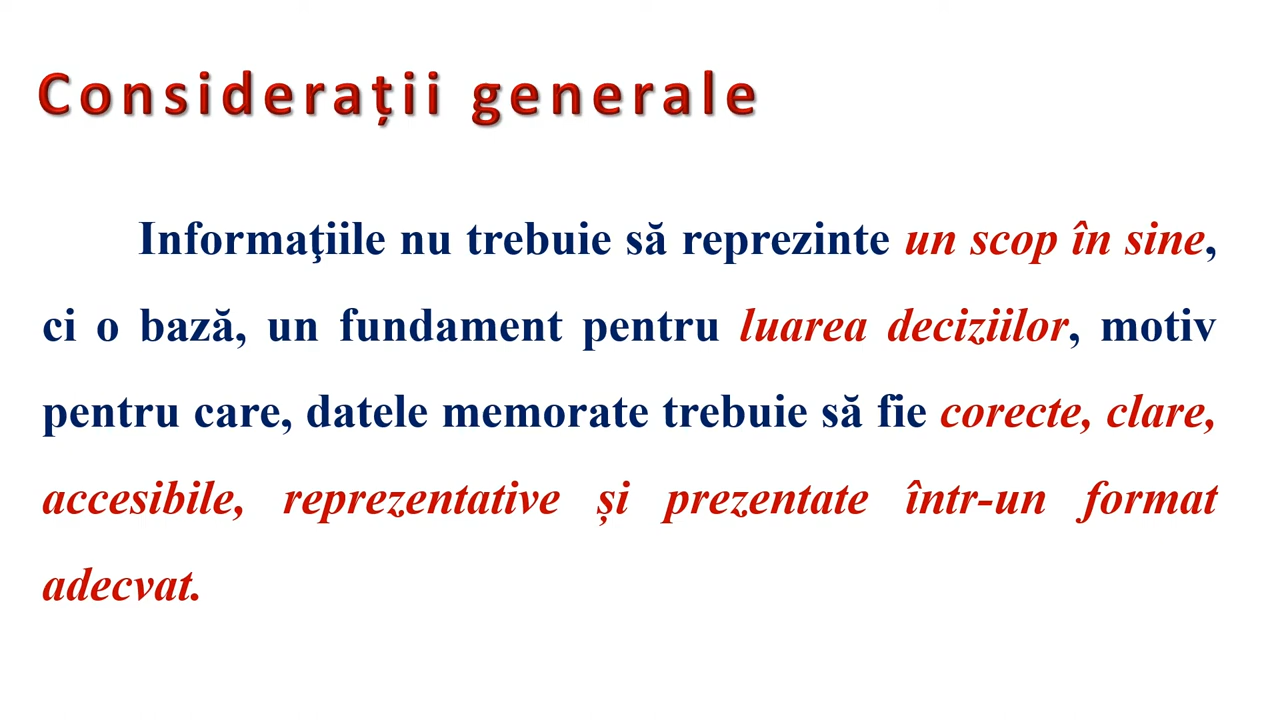 Considerații generale
Informaţiile nu trebuie să reprezinte un scop în sine,
ci o bază, un fundament pentru luarea deciziilor, motiv
pentru care, datele memorate trebuie să fie corecte, clare,
accesibile, reprezentative și prezentate într-un format
adecvat.